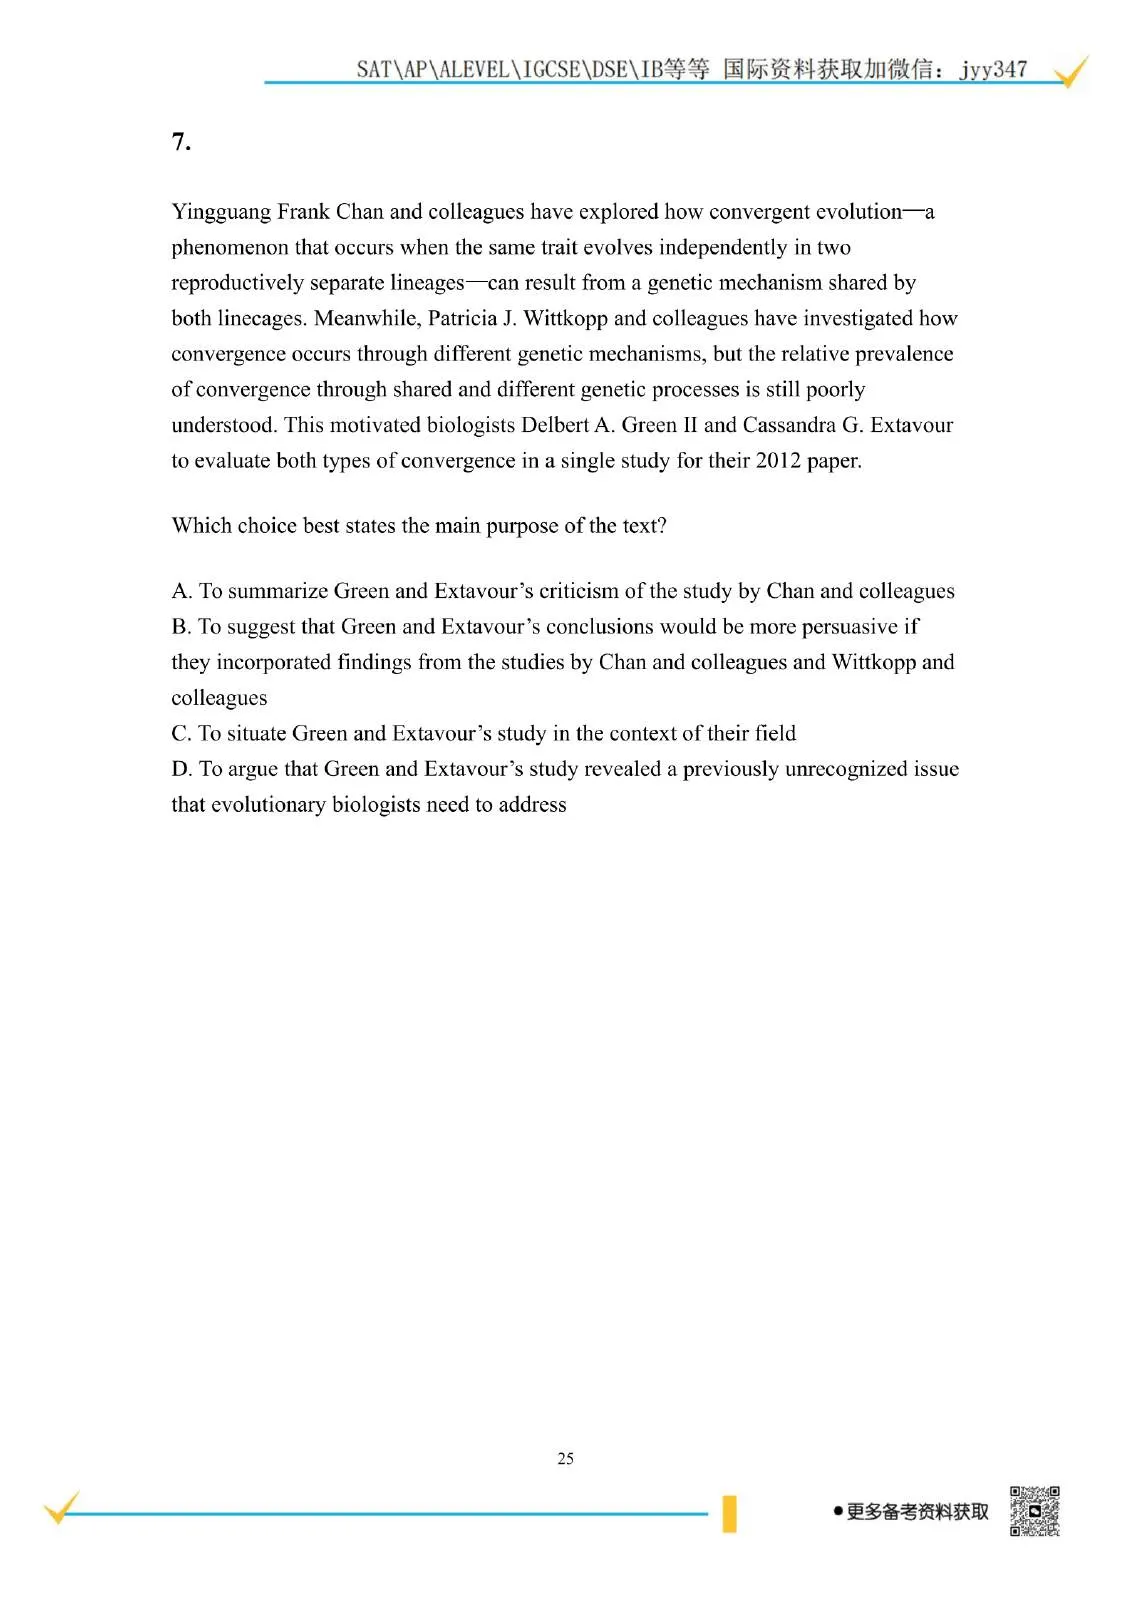 SAT\AP\ALEVEL\IGCSE\DSE\IB等等 国际资料获取加微信: jyy347
7.
Yingguang Frank Chan and colleagues have explored how convergent evolution—a
phenomenon that occurs when the same trait evolves independently in two
reproductively separate lineages—can result from a genetic mechanism shared by
both linecages. Meanwhile, Patricia J. Wittkopp and colleagues have investigated how
convergence occurs through different genetic mechanisms, but the relative prevalence
of convergence through shared and different genetic processes is still poorly
understood. This motivated biologists Delbert A. Green II and Cassandra G. Extavour
to evaluate both types of convergence in a single study for their 2012 paper.
Which choice best states the main purpose of the text?
A. To summarize Green and Extavour’s criticism of the study by Chan and colleagues
B. To suggest that Green and Extavour’s conclusions would be more persuasive if
they incorporated findings from the studies by Chan and colleagues and Wittkopp and
colleagues
C. To situate Green and Extavour’s study in the context of their field
D. To argue that Green and Extavour’s study revealed a previously unrecognized issue
that evolutionary biologists need to address
25
●更多备考资料获取